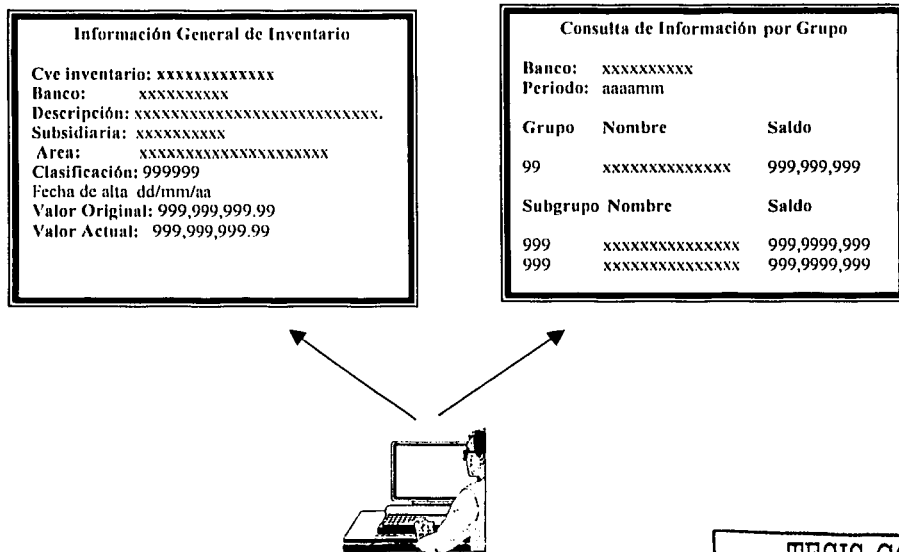 Información General de Inventario
Cve inventario: xxxxxxxxxxxxx
Banco: xxxxxxxxxx
Descripción: xxxxxxxxxxxxxxxxxxxxxxxxxxx.
Subsidiaria: xxxxxxxxxx
Area: xxxxxxxxxxxxxxxxxxxxx
Clasificación: 999999
Fecha de alta dd/mm/aa
Valor Original: 999,999,999.99
Valor Actual: 999,999,999.99
Consulta de Información por Grupo
Banco: xxxxxxxxxx
Periodo: aaaamm
Grupo Nombre Saldo
99 xxxxxxxxxxxxxx 999,999,999
Subgrupo Nombre Saldo
999 xxxxxxxxxxxxxxx 999,9999,999
999 xxxxxxxxxxxxxxx 999,9999,999
TESIS